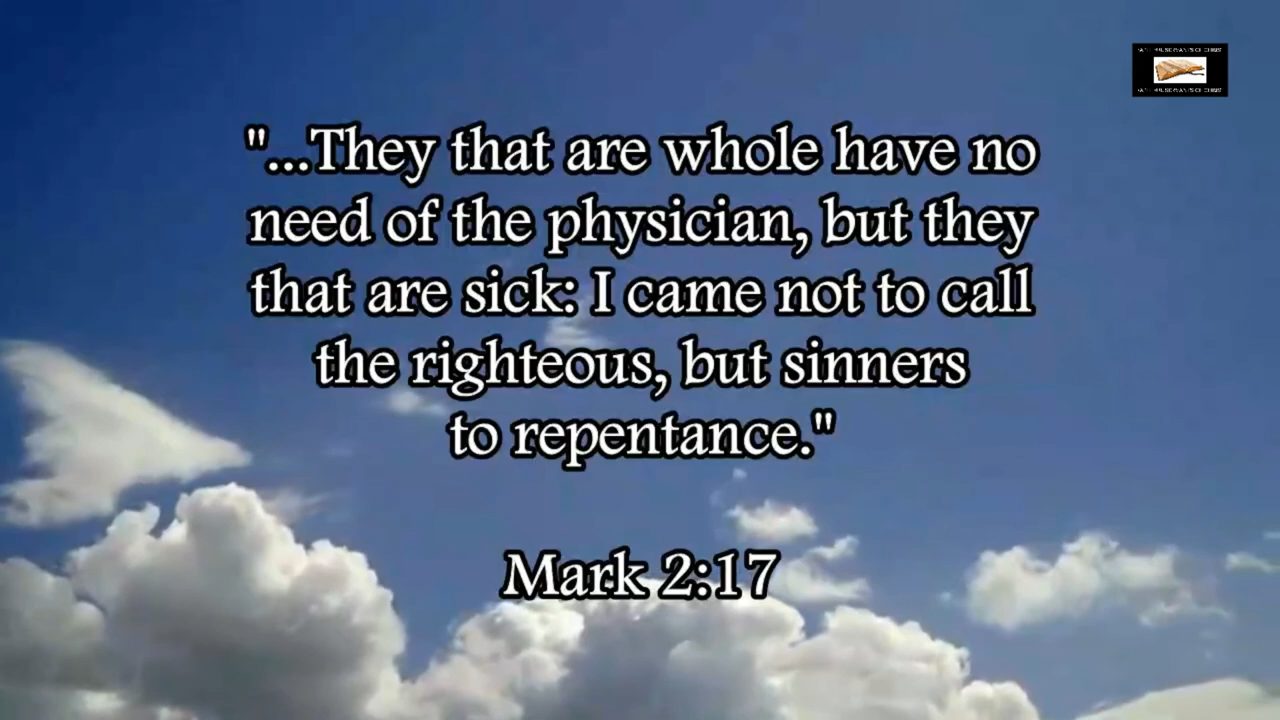 "...They that are whole have no
need of the physician, but they
that are sick: I came not to call
the righteous, but sinners
to repentance."
Mark 2:17